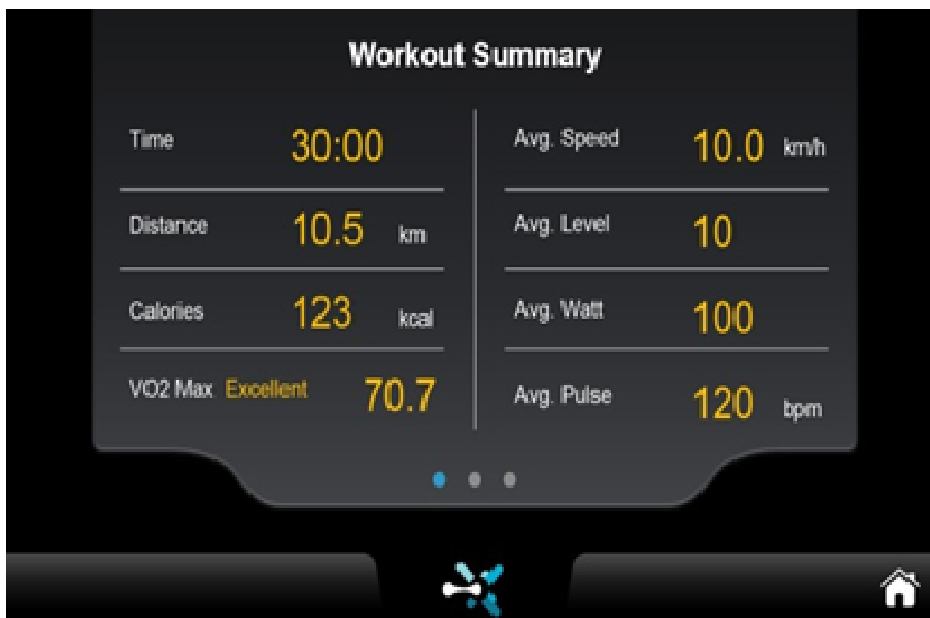 Workout Summary
Time 30:00
Distance 10.5 km
Calories 123 kcal
VO2 Max Excellent 70.7
Avg. Speed 10.0 km/h
Avg. Level 10
Avg. Watt 100
Avg. Pulse 120 bpm